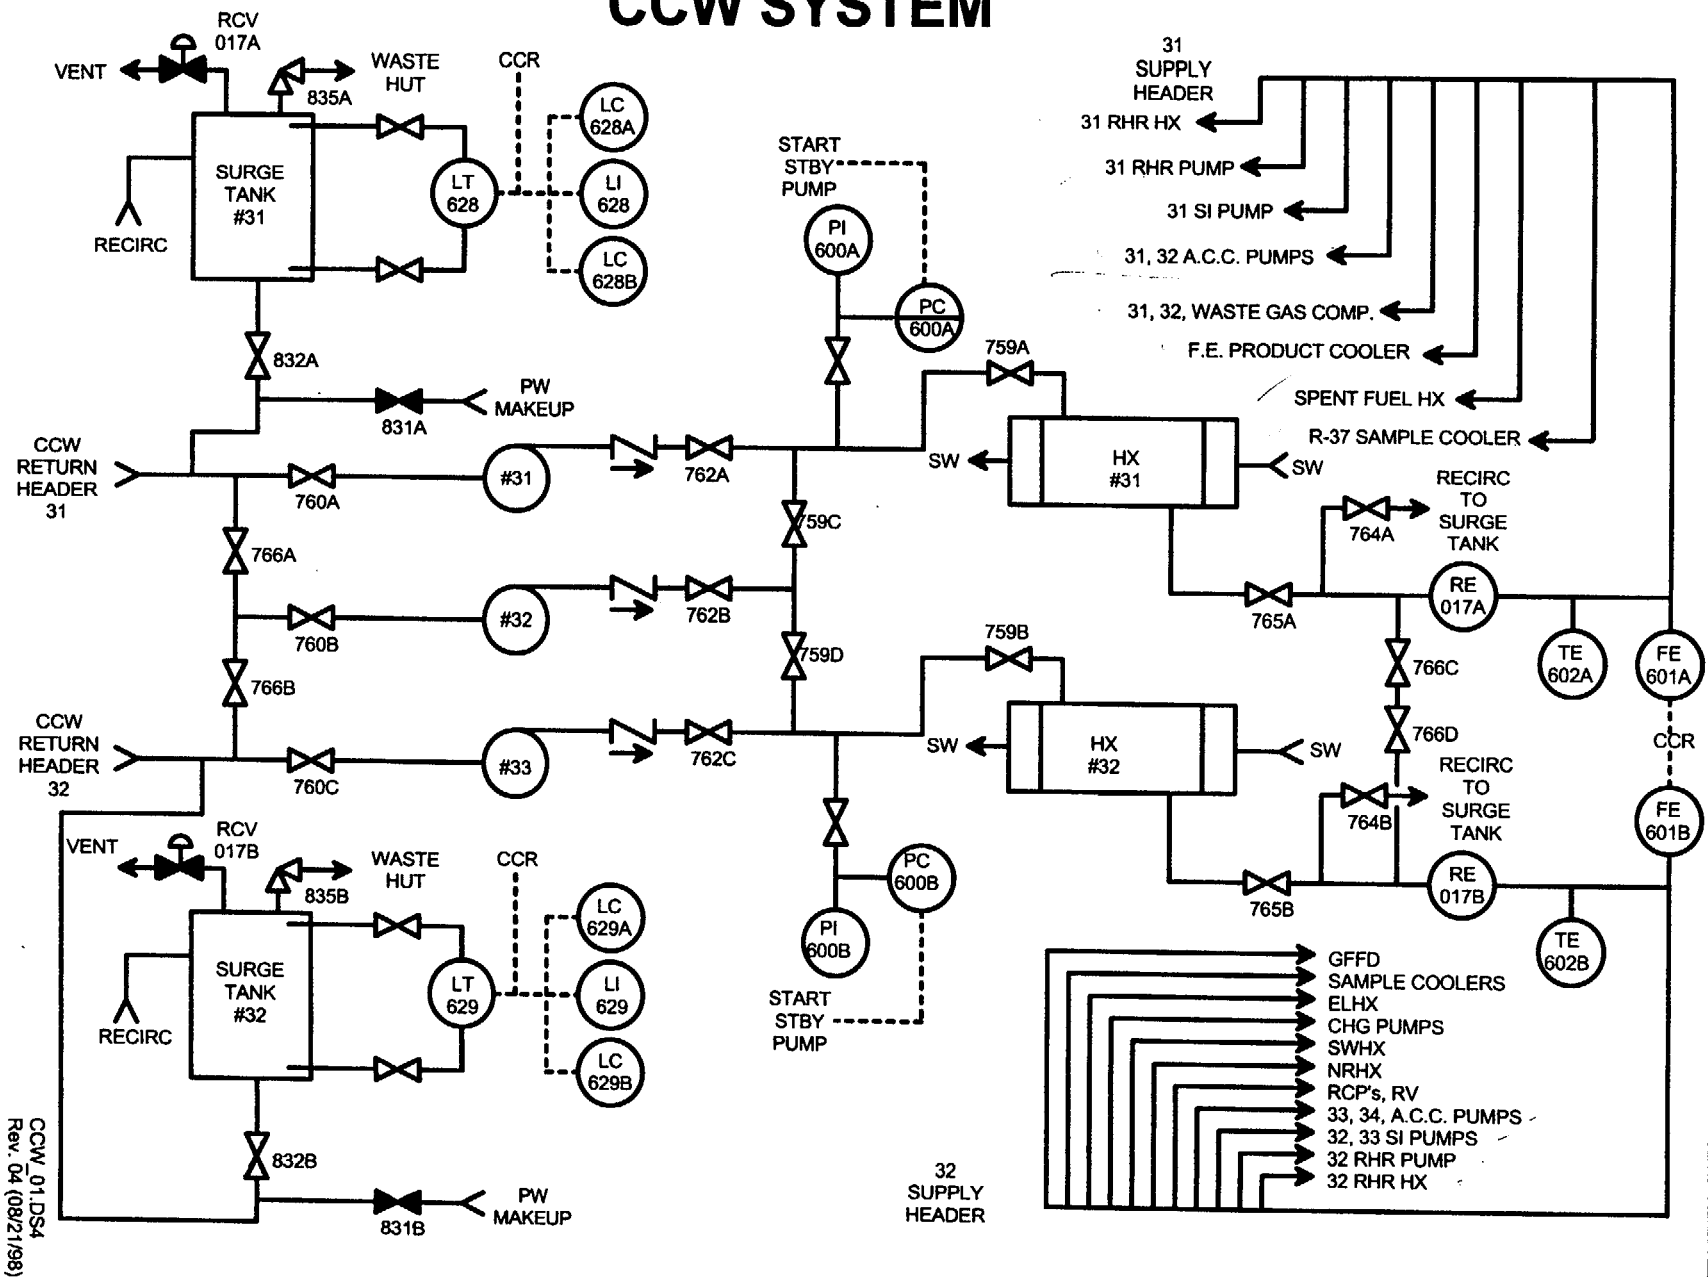 CCW SYSTEM
RCV
017A
VENT
835A
WASTE
HUT
CCR
LC
628A
SURGE
TANK
#31
LT
628
LI
628
LC
628B
RECIRC
832A
PW
MAKEUP
831A
START
STBY
PUMP
PI
600A
PC
600A
31
SUPPLY
HEADER
31 RHR HX
31 RHR PUMP
31 SI PUMP
31, 32 A.C.C. PUMPS
31, 32, WASTE GAS COMP.
F.E. PRODUCT COOLER
SPENT FUEL HX
R-37 SAMPLE COOLER
CCW
RETURN
HEADER
31
760A
#31
762A
759A
SW
HX
#31
SW
RECIRC
TO
SURGE
TANK
764A
766A
759C
765A
RE
017A
TE
602A
FE
601A
760B
#32
762B
766B
759D
759B
766C
766D
CCR
CCW
RETURN
HEADER
32
760C
#33
762C
SW
HX
#32
SW
RECIRC
TO
SURGE
TANK
764B
FE
601B
765B
RE
017B
TE
602B
VENT
RCV
017B
835B
WASTE
HUT
CCR
LC
629A
SURGE
TANK
#32
LT
629
LI
629
LC
629B
RECIRC
832B
PW
MAKEUP
831B
PC
600B
PI
600B
START
STBY
PUMP
GFFD
SAMPLE COOLERS
ELHX
CHG PUMPS
SWHX
NRHX
RCP's, RV
33, 34, A.C.C. PUMPS
32, 33 SI PUMPS
32 RHR PUMP
32 RHR HX
32
SUPPLY
HEADER
CCW_01.DS4
Rev. 04 (08/21/98)